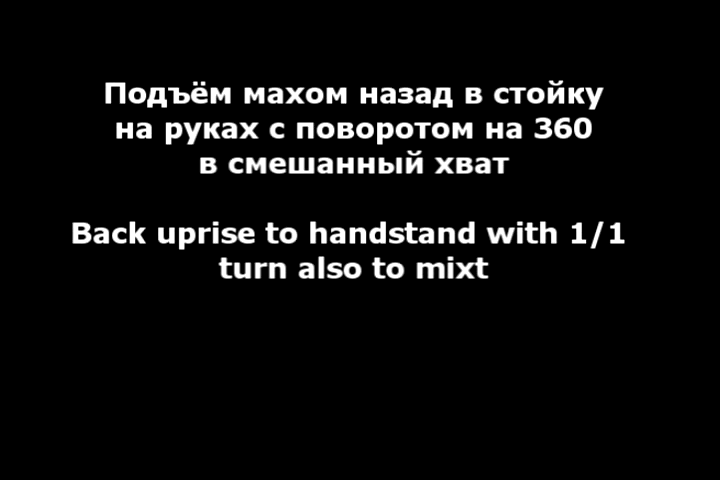 Подъём махом назад в стойку
на руках с поворотом на 360
в смешанный хват
Back uprise to handstand with 1/1
turn also to mixt